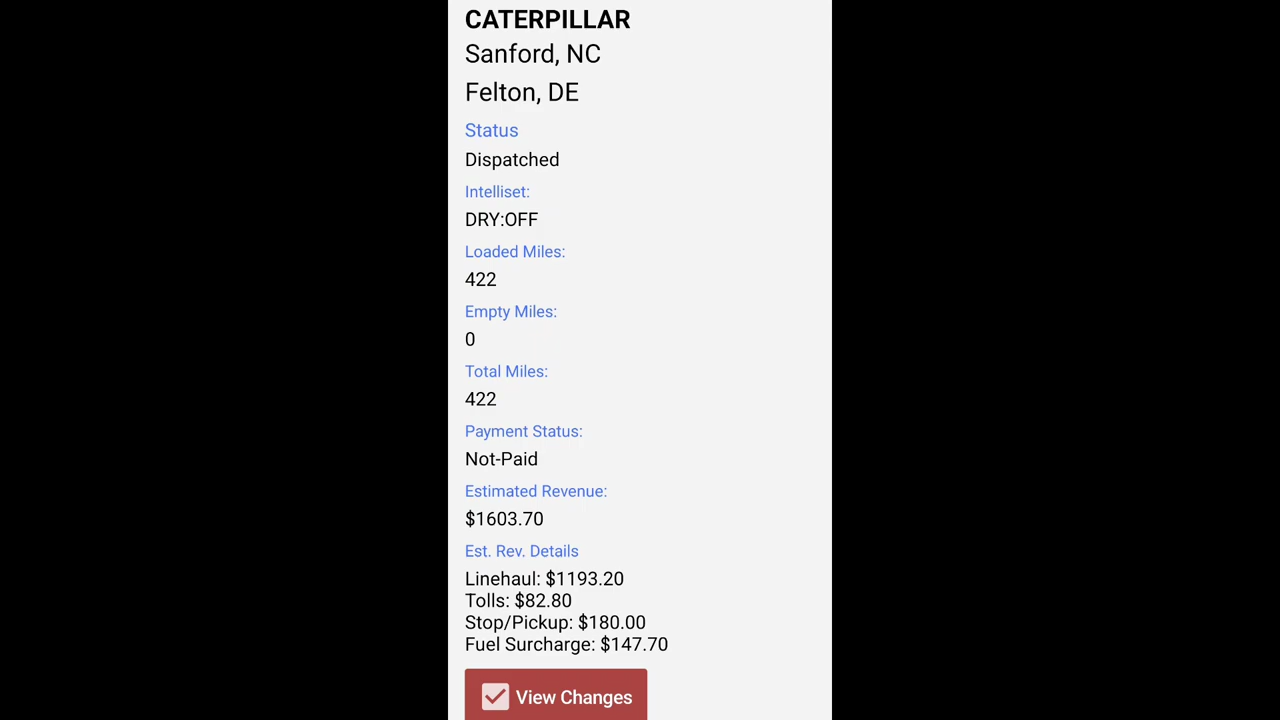 CATERPILLAR
Sanford, NC
Felton, DE
Status
Dispatched
Intelliset:
DRY:OFF
Loaded Miles:
422
Empty Miles:
0
Total Miles:
422
Payment Status:
Not-Paid
Estimated Revenue:
$1603.70
Est. Rev. Details
Linehaul: $1193.20
Tolls: $82.80
Stop/Pickup: $180.00
Fuel Surcharge: $147.70
View Changes